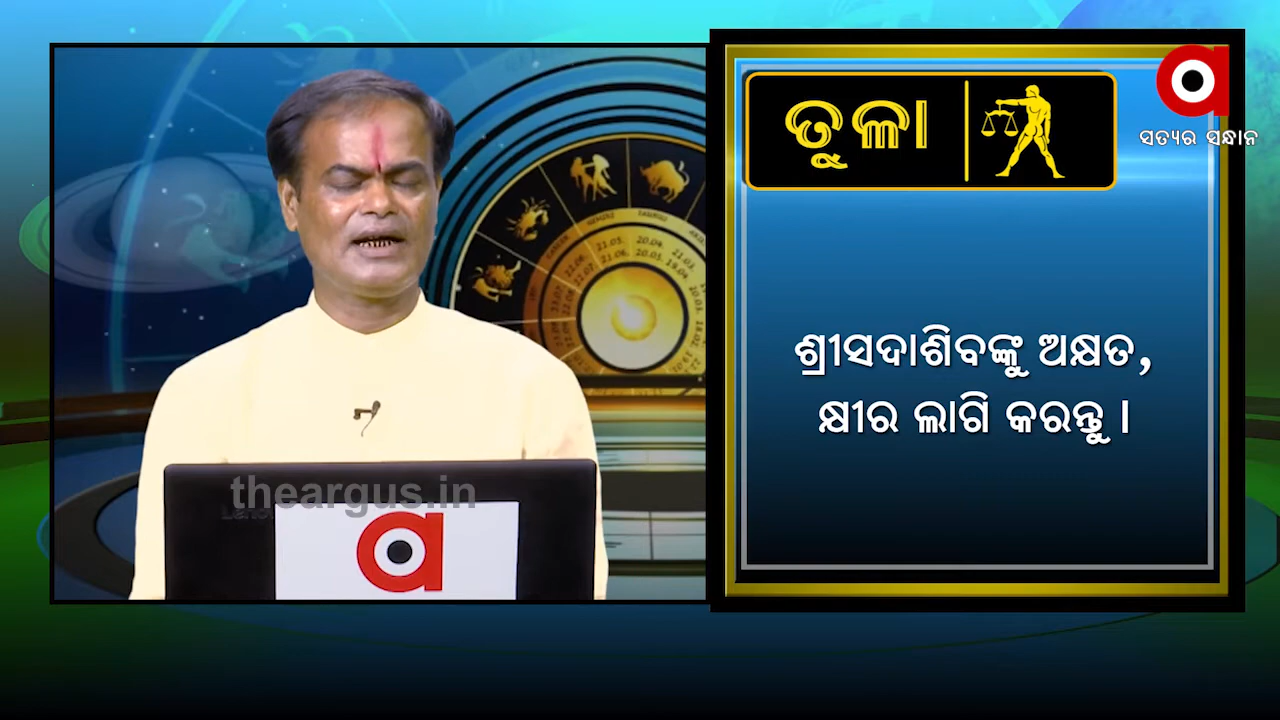 ତୁଳା
ସତ୍ୟର ସନ୍ଧାନ
ଶ୍ରୀସଦାଶିବଙ୍କୁ ଅକ୍ଷତ,
କ୍ଷୀର ଲାଗି କରନ୍ତୁ ।
theargus.in